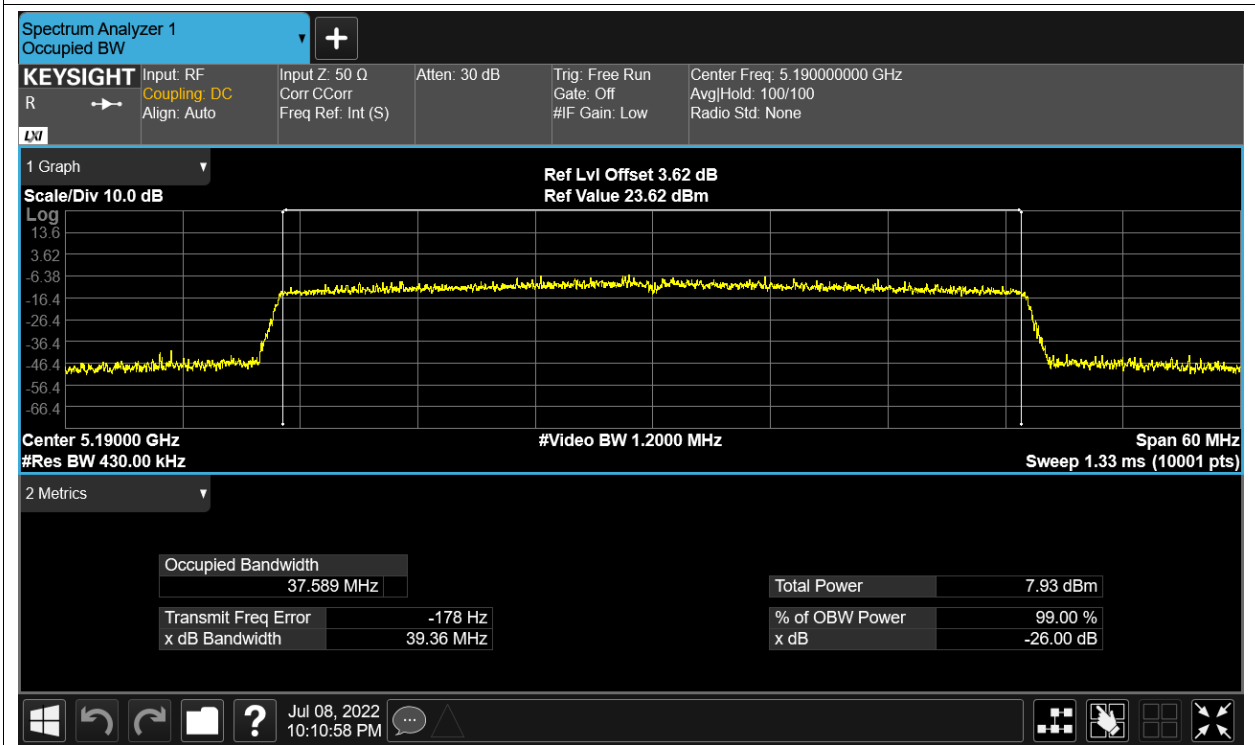 Spectrum Analyzer 1
Occupied BW
KEYSIGHT
R
LXI
Input: RF
Coupling: DC
Align: Auto
Input Z: 50 Ω
Corr CCorr
Freq Ref: Int (S)
Atten: 30 dB
Trig: Free Run
Gate: Off
#IF Gain: Low
Center Freq: 5.190000000 GHz
Avg|Hold: 100/100
Radio Std: None
1 Graph
Scale/Div 10.0 dB
Ref Lvl Offset 3.62 dB
Ref Value 23.62 dBm
Log
13.6
3.62
-6.38
-16.4
-26.4
-36.4
-46.4
-56.4
-66.4
Center 5.19000 GHz
#Res BW 430.00 kHz
#Video BW 1.2000 MHz
Span 60 MHz
Sweep 1.33 ms (10001 pts)
2 Metrics
Occupied Bandwidth
37.589 MHz
Transmit Freq Error -178 Hz
x dB Bandwidth 39.36 MHz
Total Power 7.93 dBm
% of OBW Power 99.00 %
x dB -26.00 dB
?
Jul 08, 2022
10:10:58 PM